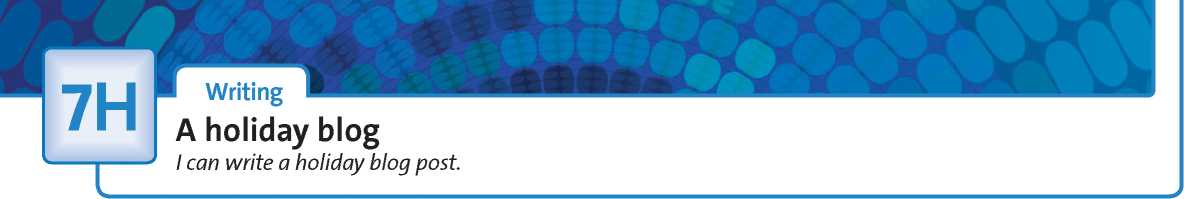 7H
Writing
A holiday blog
I can write a holiday blog post.